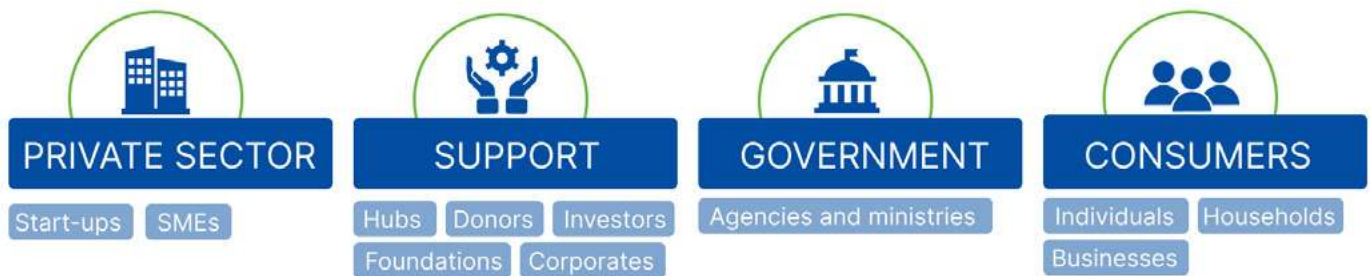 PRIVATE SECTOR
Start-ups SMEs
SUPPORT
Hubs Donors Investors
Foundations Corporates
GOVERNMENT
Agencies and ministries
CONSUMERS
Individuals Households
Businesses